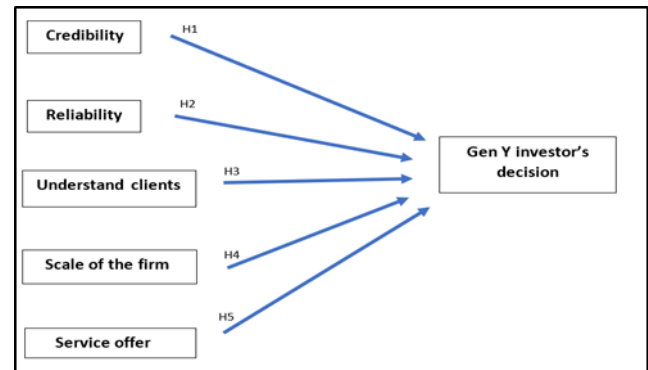 Credibility
H1
Reliability
H2
Gen Y investor's
decision
Understand clients
H3
Scale of the firm
H4
Service offer
H5